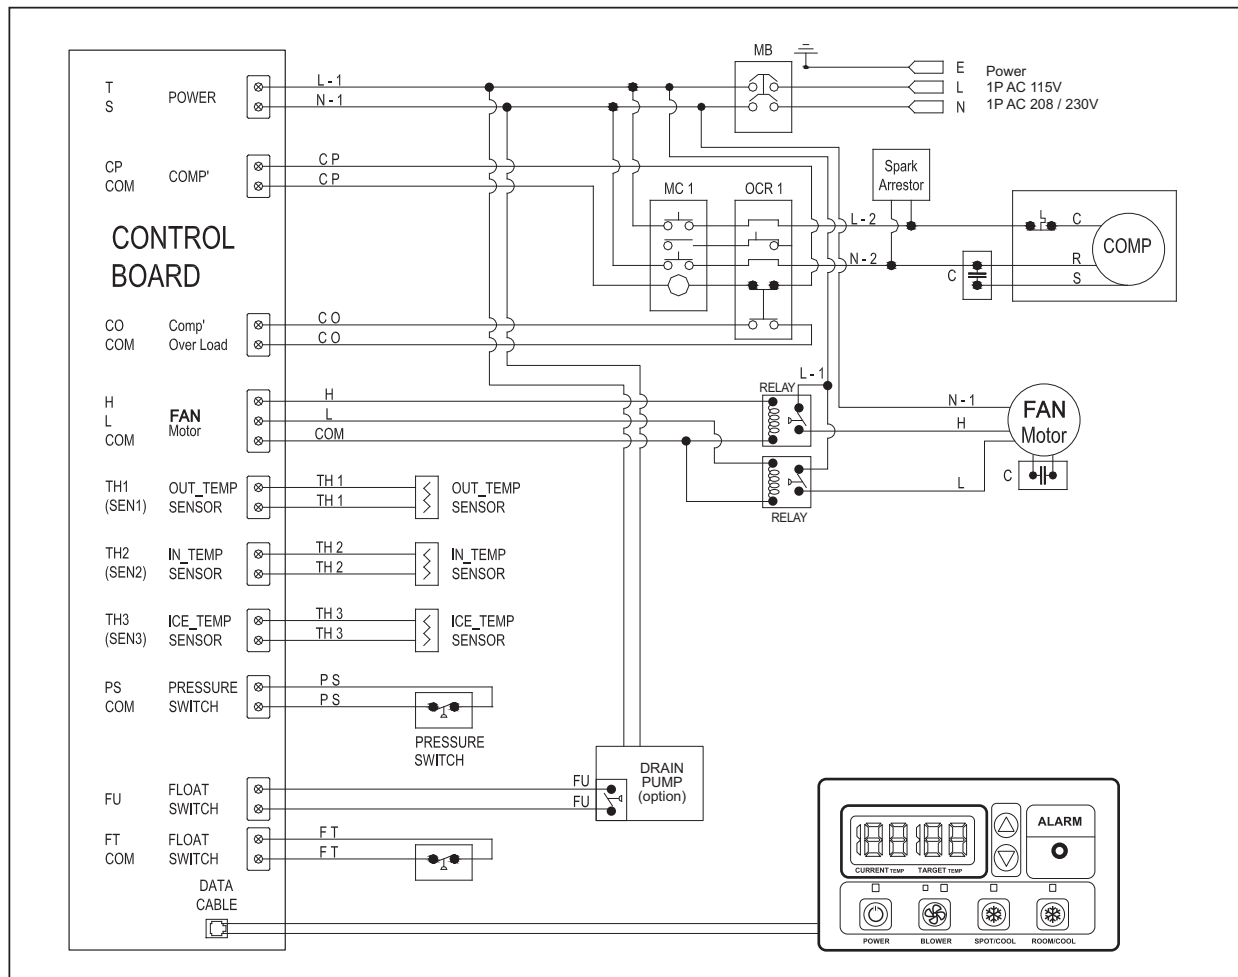 MB
E
Power
L
1P AC 115V
N
1P AC 208 / 230V
T
S
POWER
L - 1
N - 1
CP
COM
COMP'
C P
C P
Spark
Arrestor
MC 1
OCR 1
L - 2
N - 2
C
R
S
COMP
C
CONTROL
BOARD
CO
COM
Comp'
Over Load
C O
C O
H
L
COM
FAN
Motor
H
L
COM
RELAY
L - 1
N - 1
H
L
FAN
Motor
C
RELAY
TH1
(SEN1)
OUT_TEMP
SENSOR
TH 1
TH 1
OUT_TEMP
SENSOR
TH2
(SEN2)
IN_TEMP
SENSOR
TH 2
TH 2
IN_TEMP
SENSOR
TH3
(SEN3)
ICE_TEMP
SENSOR
TH 3
TH 3
ICE_TEMP
SENSOR
PS
COM
PRESSURE
SWITCH
P S
P S
PRESSURE
SWITCH
FU
FLOAT
SWITCH
FU
FU
DRAIN
PUMP
(option)
FT
COM
FLOAT
SWITCH
F T
F T
DATA
CABLE
ALARM
CURRENT TEMP
TARGET TEMP
POWER
BLOWER
SPOT/COOL
ROOM/COOL